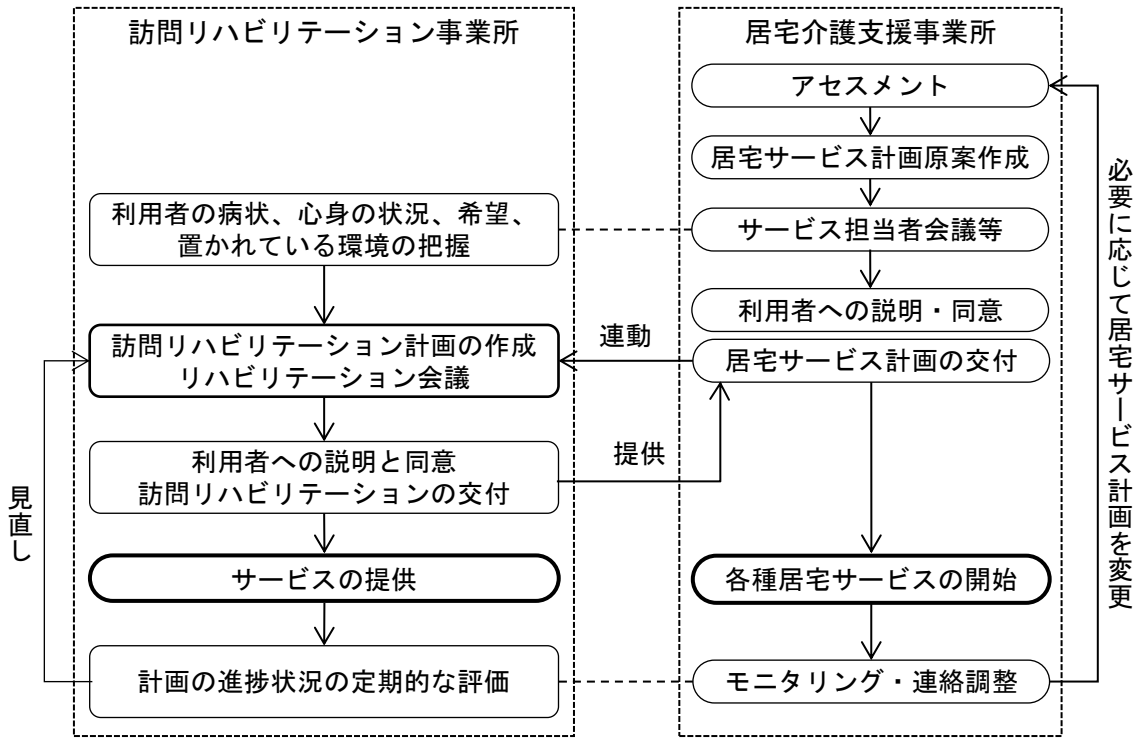 訪問リハビリテーション事業所
利用者の病状、心身の状況、希望、
置かれている環境の把握
訪問リハビリテーション計画の作成
リハビリテーション会議
利用者への説明と同意
訪問リハビリテーションの交付
サービスの提供
計画の進捗状況の定期的な評価
見直し
連動
提供
居宅介護支援事業所
アセスメント
居宅サービス計画原案作成
サービス担当者会議等
利用者への説明・同意
居宅サービス計画の交付
各種居宅サービスの開始
モニタリング・連絡調整
必要に応じて居宅サービス計画を変更